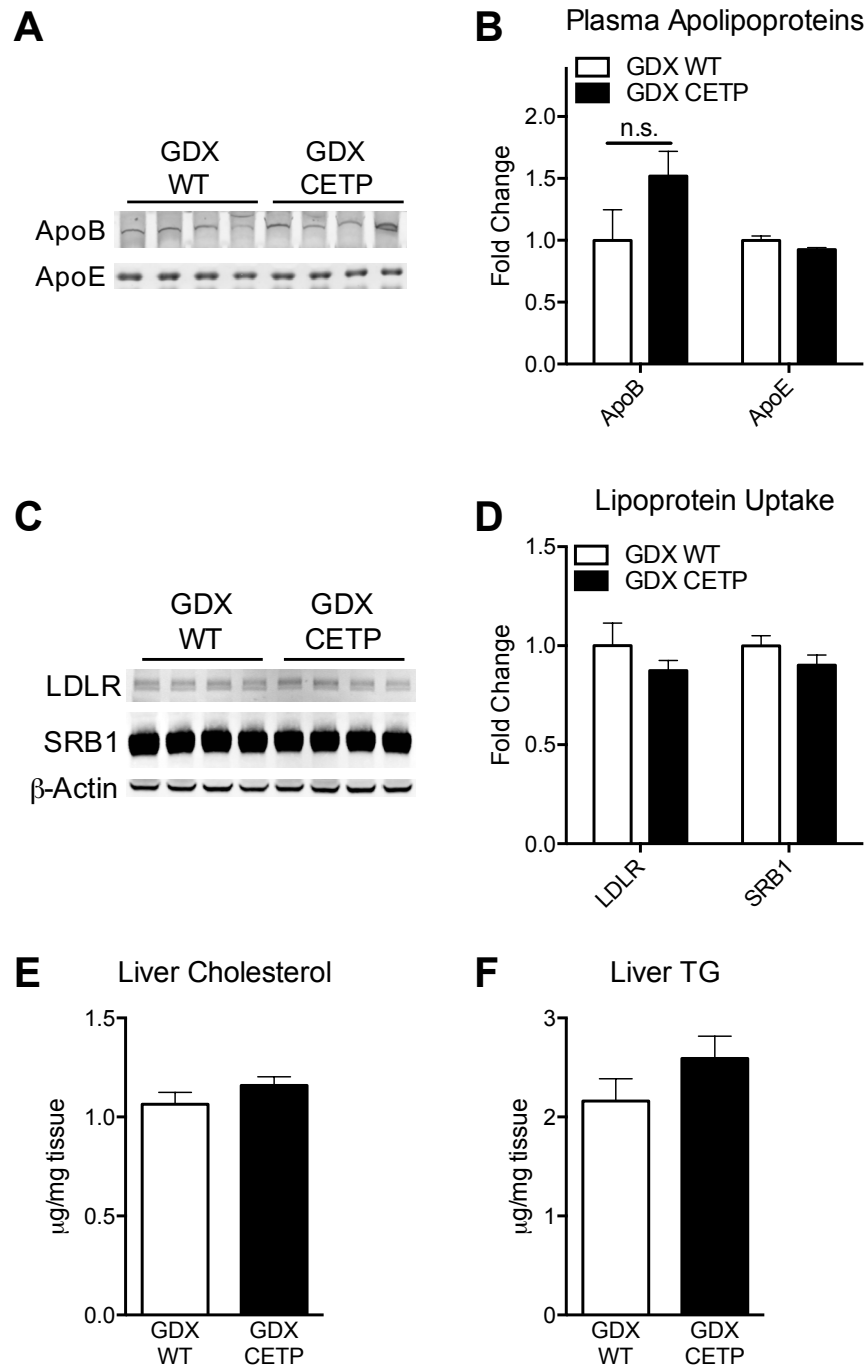 A
GDX GDX
WT CETP
ApoB
ApoE
B Plasma Apolipoproteins
GDX WT
GDX CETP
n.s.
Fold Change
2.0
1.5
1.0
0.5
0.0
ApoB ApoE
C
GDX GDX
WT CETP
LDLR
SRB1
β-Actin
D Lipoprotein Uptake
GDX WT
GDX CETP
Fold Change
1.5
1.0
0.5
0.0
LDLR SRB1
E Liver Cholesterol
μg/mg tissue
1.5
1.0
0.5
0.0
GDX GDX
WT CETP
F Liver TG
μg/mg tissue
3
2
1
0
GDX GDX
WT CETP